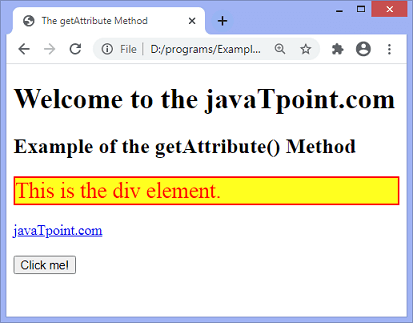 The getAttribute Method
File | D:/programs/Exampl...
Welcome to the javaTpoint.com
Example of the getAttribute() Method
This is the div element.
javaTpoint.com
Click me!